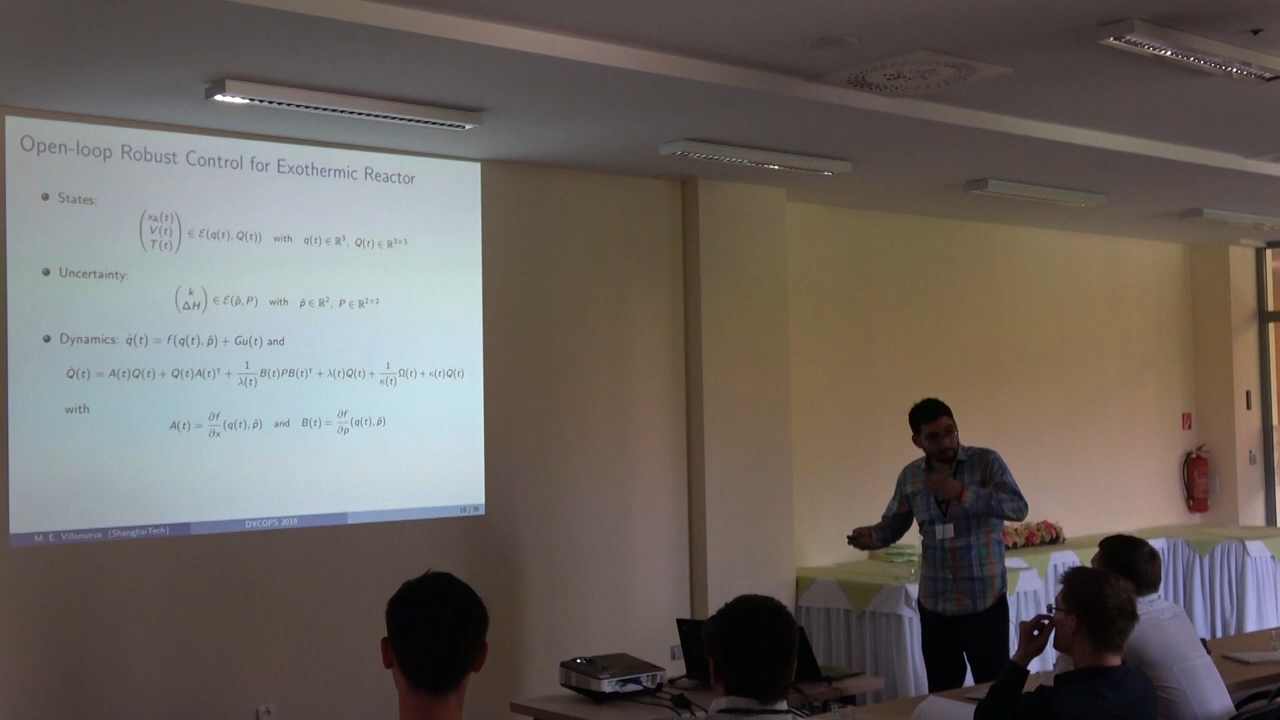 Open-loop Robust Control for Exothermic Reactor
States:
(x_A(t) V(t) T(t)) ∈ ℰ(q(t), Q(t)) with q(t) ∈ ℝ³, Q(t) ∈ ℝ³ˣ³
Uncertainty:
(k ΔH) ∈ ℰ(p̂, P) with p̂ ∈ ℝ², P ∈ ℝ²ˣ²
Dynamics: q̇(t) = f(q(t), p̂) + Gu(t) and
Q̇(t) = A(t)Q(t) + Q(t)A(t)ᵀ + 1/λ(t) B(t)PB(t)ᵀ + λ(t)Q(t) + 1/κ(t) Ω(t) + κ(t)Q(t)
with
A(t) = ∂f/∂x (q(t), p̂) and B(t) = ∂f/∂p (q(t), p̂)
M. E. Villanueva (ShanghaiTech) DYCOPS 2019